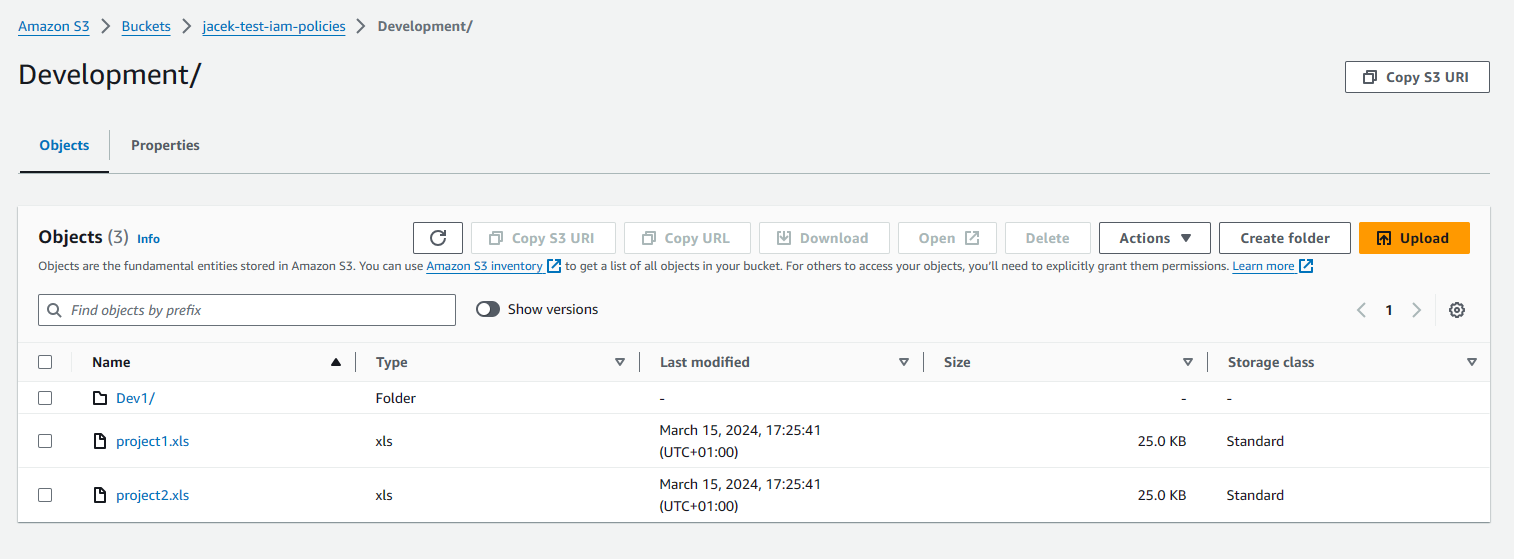 Amazon S3 > Buckets > jacek-test-iam-policies > Development/
Development/
Copy S3 URI
Objects Properties
Objects (3) Info Copy S3 URI Copy URL Download Open Delete Actions Create folder Upload
Objects are the fundamental entities stored in Amazon S3. You can use Amazon S3 inventory to get a list of all objects in your bucket. For others to access your objects, you'll need to explicitly grant them permissions. Learn more
Find objects by prefix Show versions 1
Name Type Last modified Size Storage class
Dev1/ Folder - - -
project1.xls xls March 15, 2024, 17:25:41 (UTC+01:00) 25.0 KB Standard
project2.xls xls March 15, 2024, 17:25:41 (UTC+01:00) 25.0 KB Standard